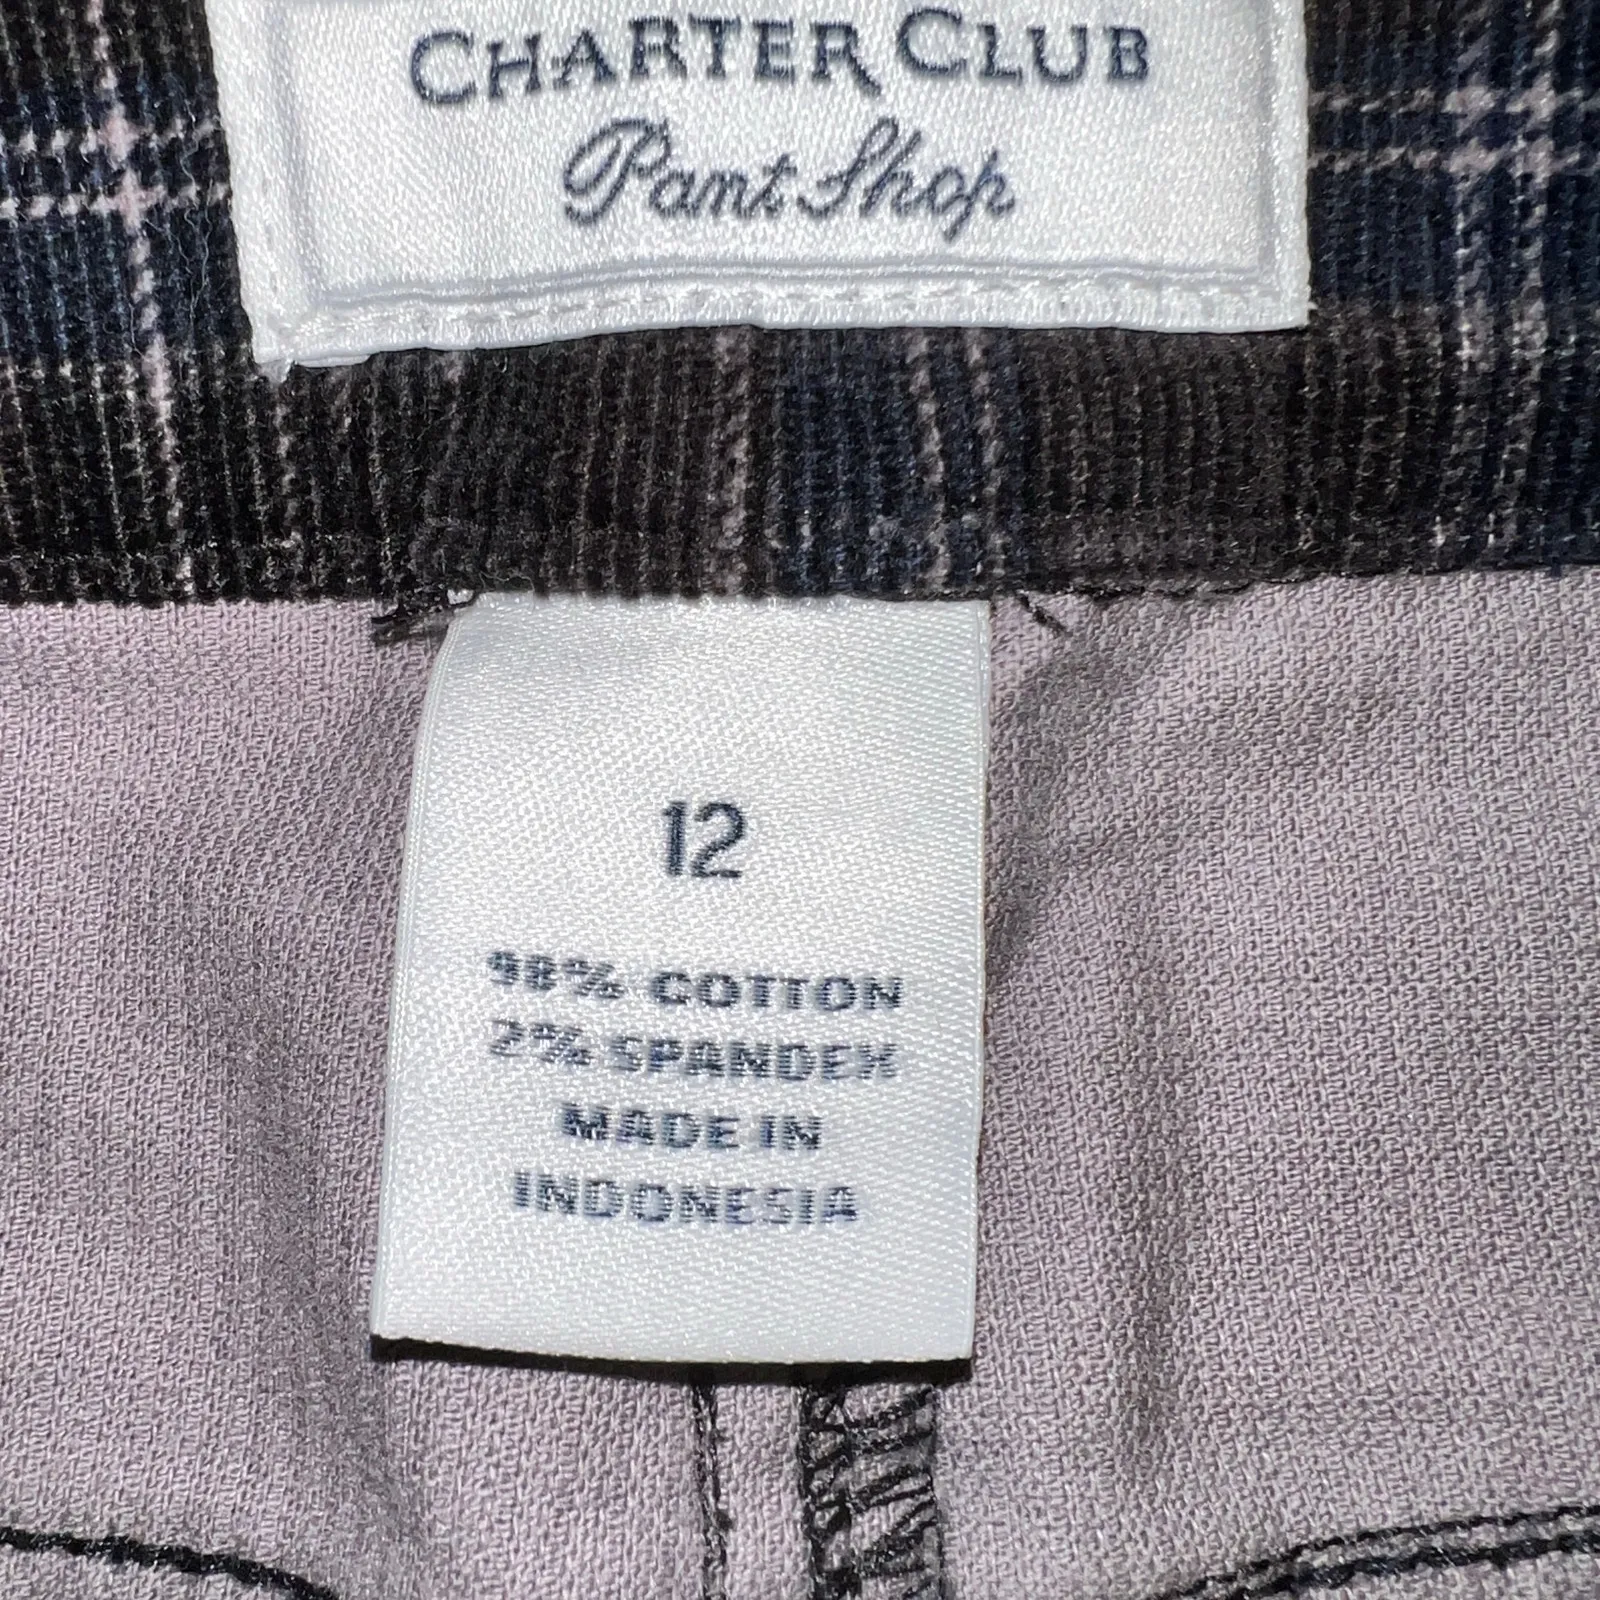 CHARTER CLUB
Pant Shop
12
98% COTTON
2% SPANDEX
MADE IN
INDONESIA